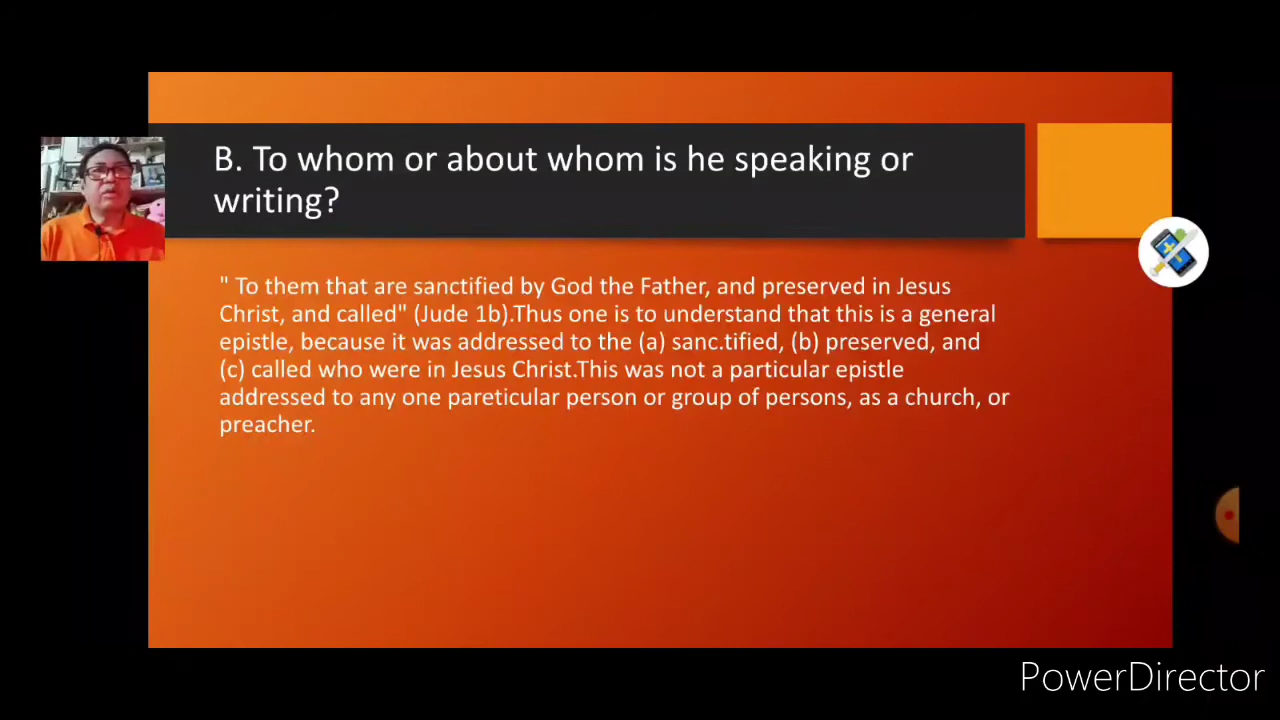 B. To whom or about whom is he speaking or
writing?
" To them that are sanctified by God the Father, and preserved in Jesus
Christ, and called" (Jude 1b).Thus one is to understand that this is a general
epistle, because it was addressed to the (a) sanc.tified, (b) preserved, and
(c) called who were in Jesus Christ.This was not a particular epistle
addressed to any one pareticular person or group of persons, as a church, or
preacher.
PowerDirector